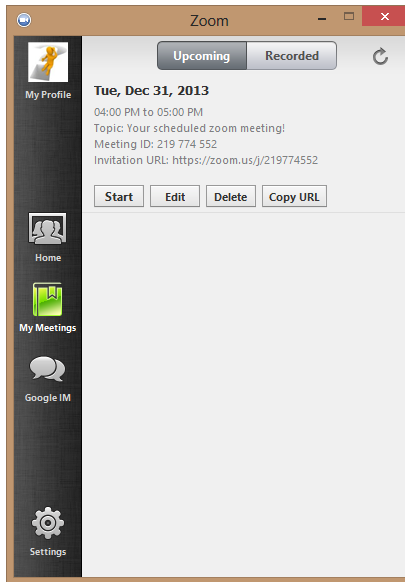 Zoom
My Profile
Home
My Meetings
Google IM
Settings
Upcoming
Recorded
Tue, Dec 31, 2013
04:00 PM to 05:00 PM
Topic: Your scheduled zoom meeting!
Meeting ID: 219 774 552
Invitation URL: https://zoom.us/j/219774552
Start
Edit
Delete
Copy URL